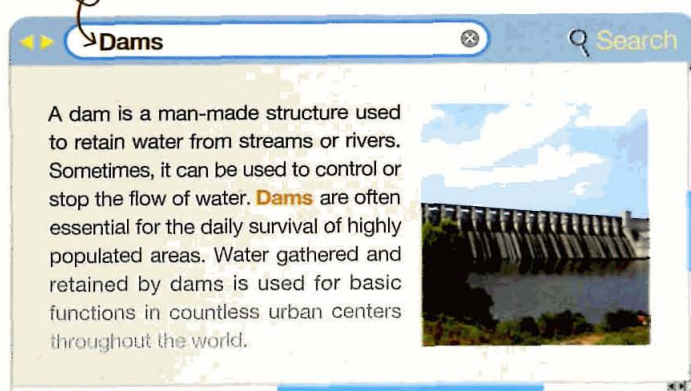 Dams
Search
A dam is a man-made structure used
to retain water from streams or rivers.
Sometimes, it can be used to control or
stop the flow of water. Dams are often
essential for the daily survival of highly
populated areas. Water gathered and
retained by dams is used for basic
functions in countless urban centers
throughout the world.